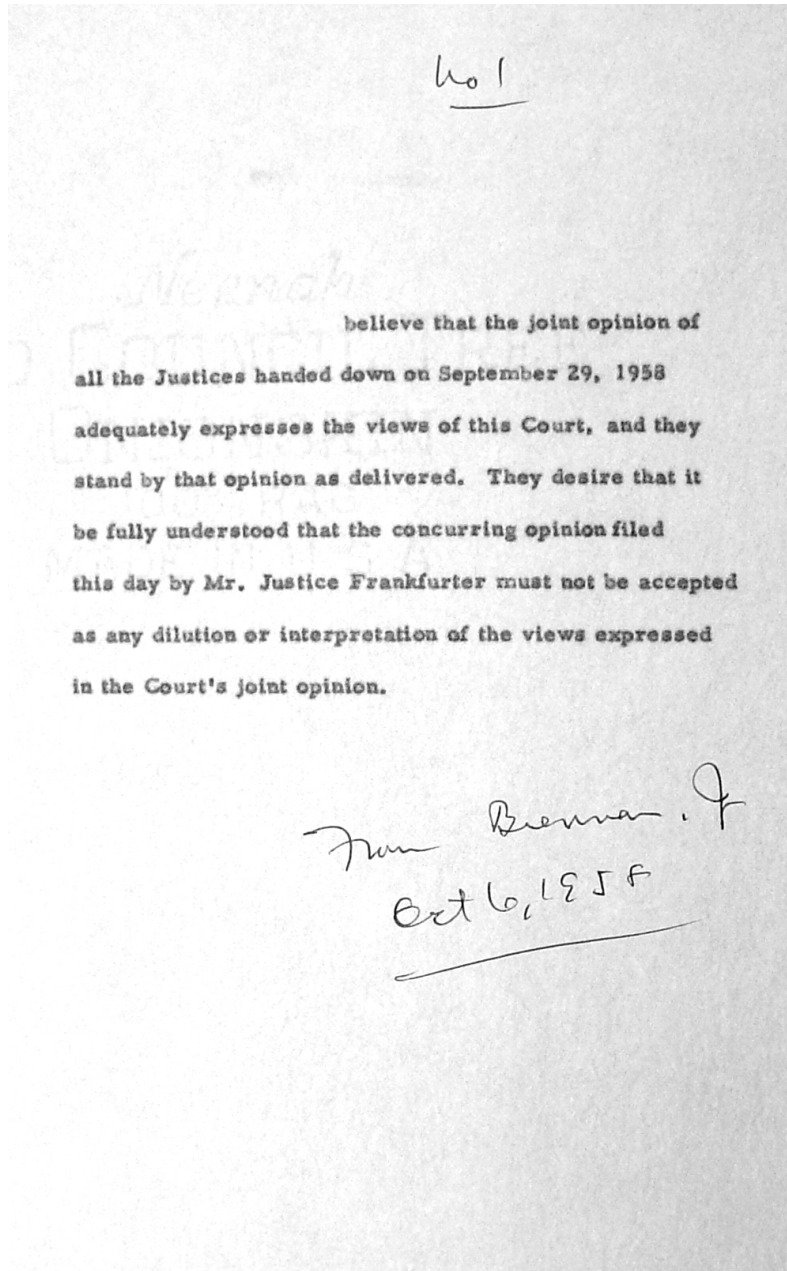 No 1
believe that the joint opinion of
all the Justices handed down on September 29, 1958
adequately expresses the views of this Court, and they
stand by that opinion as delivered. They desire that it
be fully understood that the concurring opinion filed
this day by Mr. Justice Frankfurter must not be accepted
as any dilution or interpretation of the views expressed
in the Court's joint opinion.
From Brennan, J
Oct 6, 1958